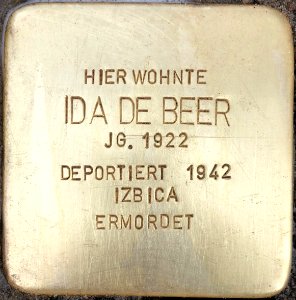 HIER WOHNTE
IDA DE BEER
JG. 1922
DEPORTIERT 1942
IZBICA
ERMORDET